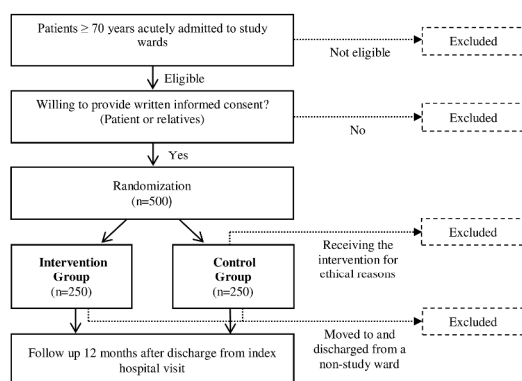 Patients ≥ 70 years acutely admitted to study
wards
Not eligible
Excluded
Eligible
Willing to provide written informed consent?
(Patient or relatives)
No
Excluded
Yes
Randomization
(n=500)
Intervention
Group
(n=250)
Control
Group
(n=250)
Receiving the
intervention for
ethical reasons
Excluded
Moved to and
discharged from a
non-study ward
Excluded
Follow up 12 months after discharge from index
hospital visit